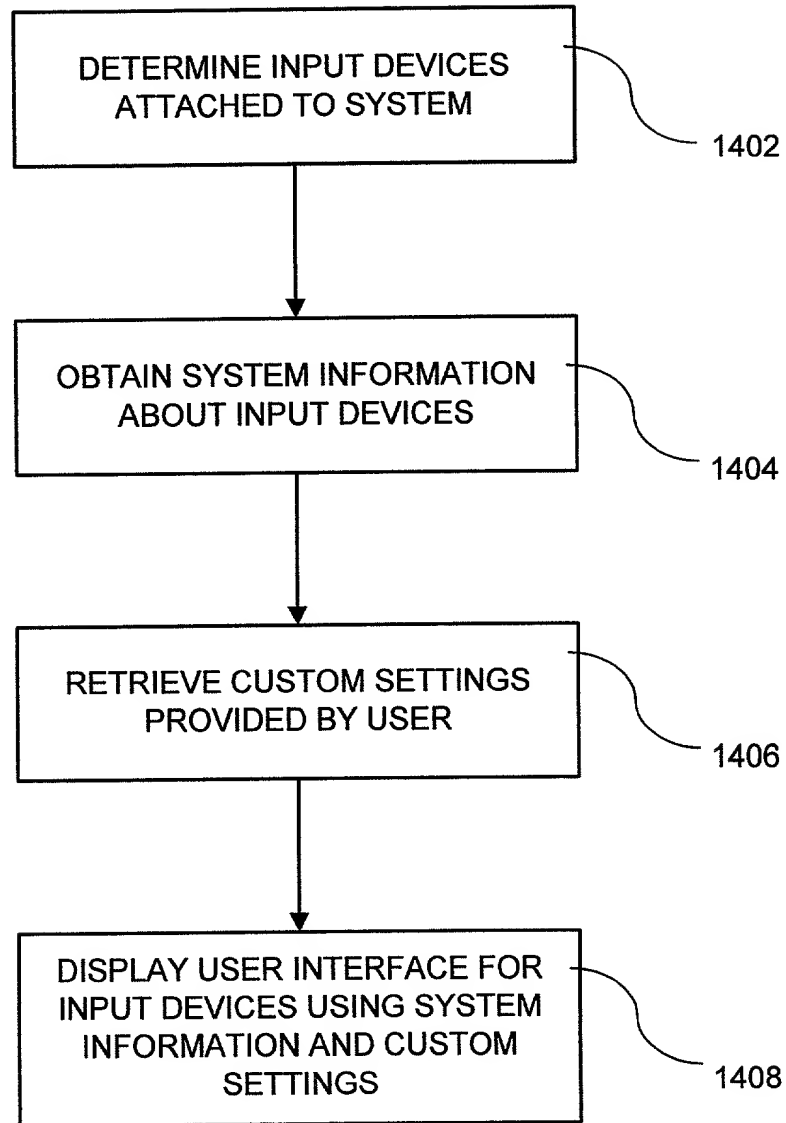 DETERMINE INPUT DEVICES
ATTACHED TO SYSTEM
1402
OBTAIN SYSTEM INFORMATION
ABOUT INPUT DEVICES
1404
RETRIEVE CUSTOM SETTINGS
PROVIDED BY USER
1406
DISPLAY USER INTERFACE FOR
INPUT DEVICES USING SYSTEM
INFORMATION AND CUSTOM
SETTINGS
1408